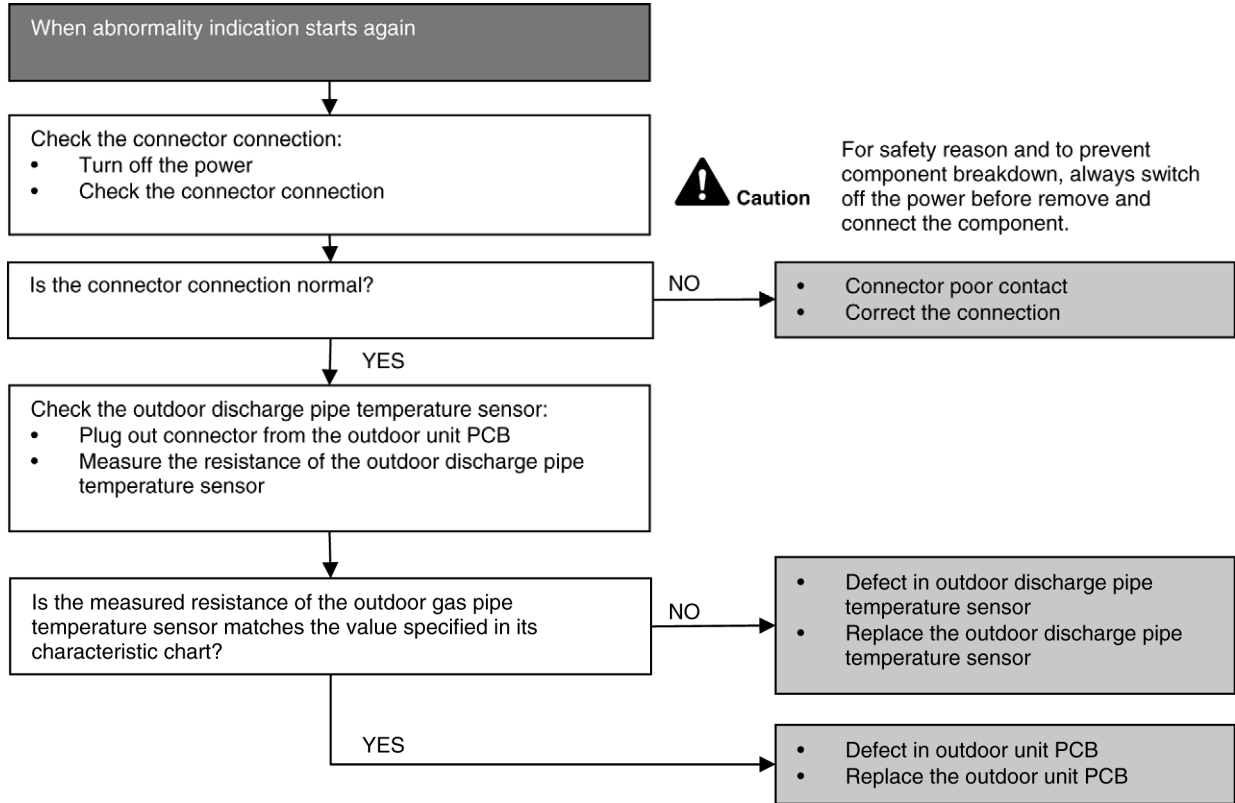 When abnormality indication starts again
Check the connector connection:
• Turn off the power
• Check the connector connection
Caution
For safety reason and to prevent
component breakdown, always switch
off the power before remove and
connect the component.
Is the connector connection normal?
NO
• Connector poor contact
• Correct the connection
YES
Check the outdoor discharge pipe temperature sensor:
• Plug out connector from the outdoor unit PCB
• Measure the resistance of the outdoor discharge pipe
temperature sensor
Is the measured resistance of the outdoor gas pipe
temperature sensor matches the value specified in its
characteristic chart?
NO
• Defect in outdoor discharge pipe
temperature sensor
• Replace the outdoor discharge pipe
temperature sensor
YES
• Defect in outdoor unit PCB
• Replace the outdoor unit PCB